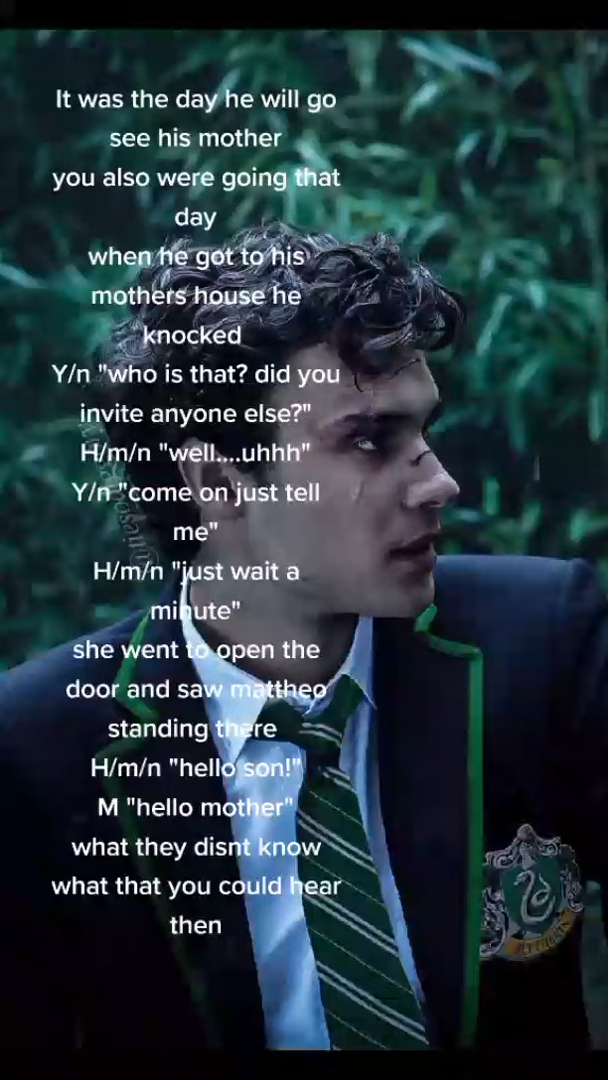 It was the day he will go
see his mother
you also were going that
day
when he got to his
mothers house he
knocked
Y/n "who is that? did you
invite anyone else?"
H/m/n "well....uhhh"
Y/n "come on just tell
me"
H/m/n "just wait a
minute"
she went to open the
door and saw mattheo
standing there
H/m/n "hello son!"
M "hello mother"
what they disnt know
what that you could hear
then